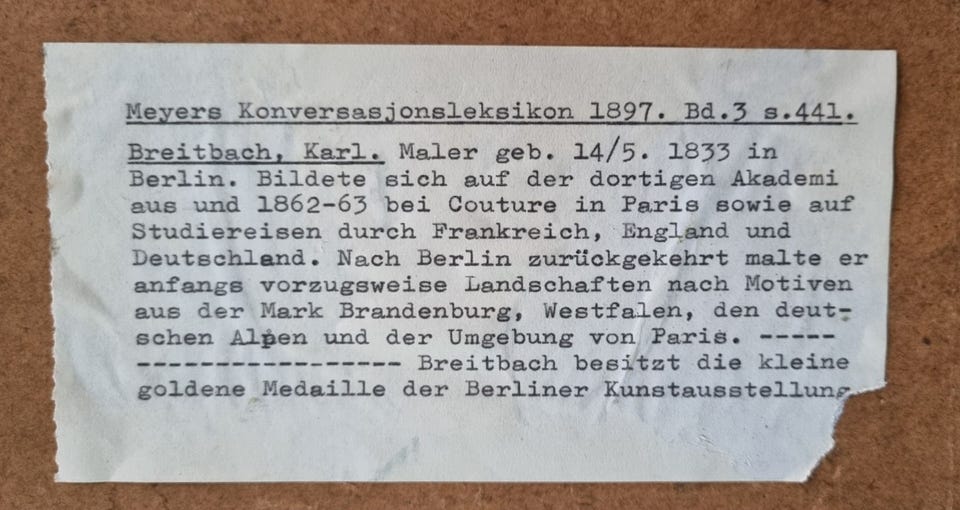 Meyers Konversasjonsleksikon 1897. Bd.3 s.441.
Breitbach, Karl. Maler geb. 14/5. 1833 in
Berlin. Bildete sich auf der dortigen Akademi
aus und 1862-63 bei Couture in Paris sowie auf
Studiereisen durch Frankreich, England und
Deutschland. Nach Berlin zurückgekehrt malte er
anfangs vorzugsweise Landschaften nach Motiven
aus der Mark Brandenburg, Westfalen, den deut-
schen Alpen und der Umgebung von Paris. -----
----------------- Breitbach besitzt die kleine
goldene Medaille der Berliner Kunstausstellung